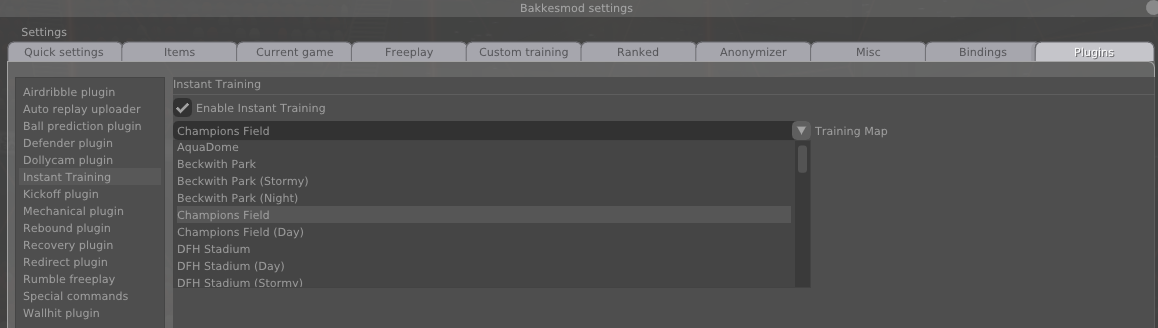 Bakkesmod settings
Settings
Quick settings Items Current game Freeplay Custom training Ranked Anonymizer Misc Bindings Plugins
Airdribble plugin
Auto replay uploader
Ball prediction plugin
Defender plugin
Dollycam plugin
Instant Training
Kickoff plugin
Mechanical plugin
Rebound plugin
Recovery plugin
Redirect plugin
Rumble freeplay
Special commands
Wallhit plugin
Instant Training
Enable Instant Training
Champions Field Training Map
AquaDome
Beckwith Park
Beckwith Park (Stormy)
Beckwith Park (Night)
Champions Field
Champions Field (Day)
DFH Stadium
DFH Stadium (Day)
DFH Stadium (Stormy)